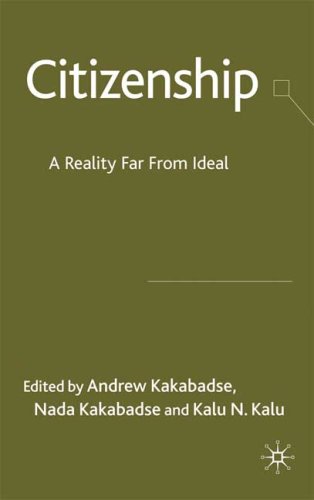 Citizenship
A Reality Far From Ideal
Edited by Andrew Kakabadse,
Nada Kakabadse and Kalu N. Kalu